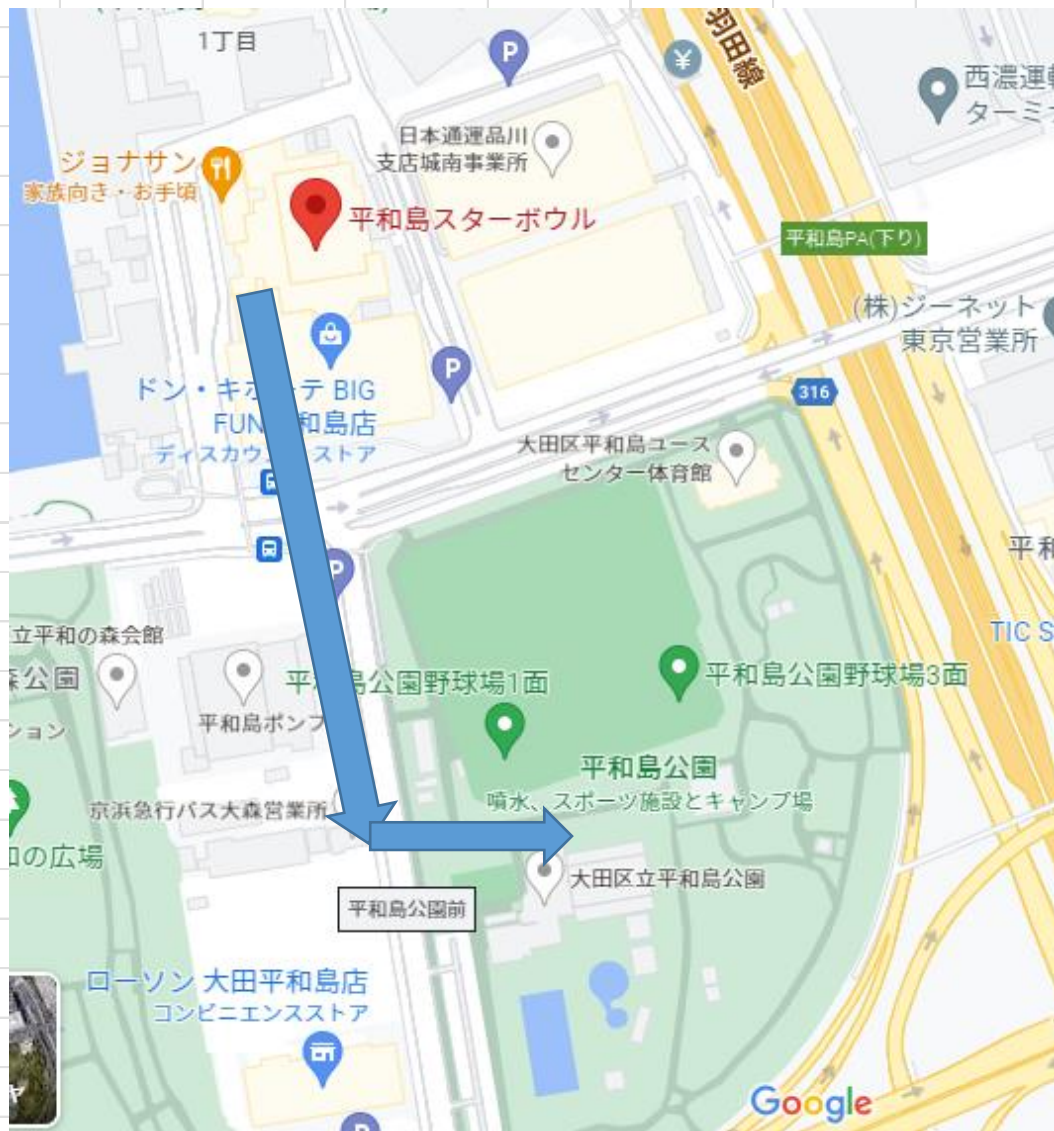 1丁目
P
羽田線
¥
西濃運
ターミ
日本通運品川
支店城南事業所
ジョナサン
家族向き・お手頃
平和島スターボウル
平和島PA(下り)
(株)ジーネット
東京営業所
ドン・キホーテ BIG
FUN 和島店
ディスカウ ストア
P
316
大田区平和島ユース
センター体育館
P
平和
立平和の森会館
森公園
ション
平和島ポンプ
平和島公園野球場1面
平和島公園野球場3面
TIC S
平和島公園
噴水、スポーツ施設とキャンプ場
京浜急行バス大森営業所
和の広場
大田区立平和島公園
平和島公園前
ローソン 大田平和島店
コンビニエンスストア
P
Google